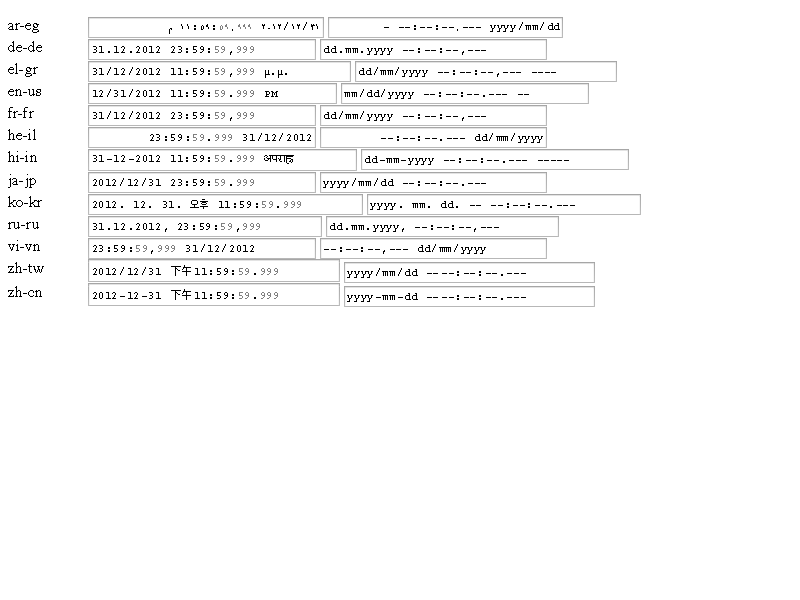 ar-eg م ١١:٥٩:٥٩.٩٩٩ ٢٠١٢/١٢/٣١ - --:--:--.--- yyyy/mm/dd
de-de 31.12.2012 23:59:59,999 dd.mm.yyyy --:--:--,---
el-gr 31/12/2012 11:59:59,999 μ.μ. dd/mm/yyyy --:--:--,--- ----
en-us 12/31/2012 11:59:59.999 PM mm/dd/yyyy --:--:--.--- --
fr-fr 31/12/2012 23:59:59,999 dd/mm/yyyy --:--:--,---
he-il 23:59:59.999 31/12/2012 --:--:--.--- dd/mm/yyyy
hi-in 31-12-2012 11:59:59.999 अपराह्न dd-mm-yyyy --:--:--.--- -----
ja-jp 2012/12/31 23:59:59.999 yyyy/mm/dd --:--:--.---
ko-kr 2012. 12. 31. 오후 11:59:59.999 yyyy. mm. dd. -- --:--:--.---
ru-ru 31.12.2012, 23:59:59,999 dd.mm.yyyy, --:--:--,---
vi-vn 23:59:59,999 31/12/2012 --:--:--,--- dd/mm/yyyy
zh-tw 2012/12/31 下午11:59:59.999 yyyy/mm/dd ----:--:--.---
zh-cn 2012-12-31 下午11:59:59.999 yyyy-mm-dd ----:--:--.---